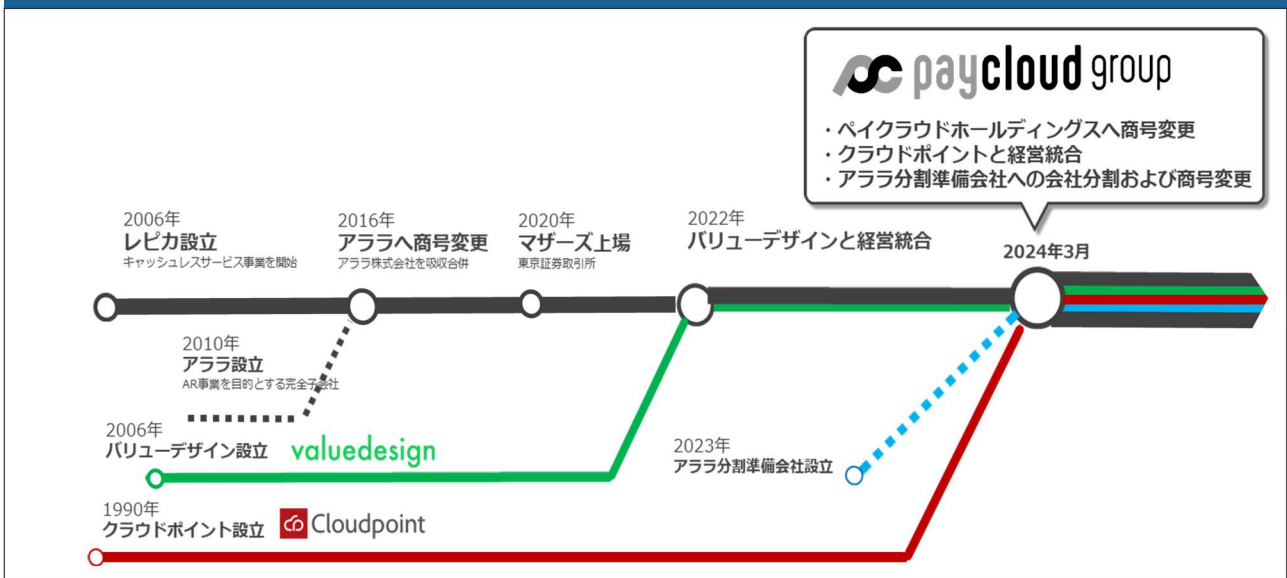 paycloud group
・ペイクラウドホールディングスへ商号変更
・クラウドポイントと経営統合
・アララ分割準備会社への会社分割および商号変更
2006年
レピカ設立
キャッシュレスサービス事業を開始
2016年
アララへ商号変更
アララ株式会社を吸収合併
2020年
マザーズ上場
東京証券取引所
2022年
バリューデザインと経営統合
2024年3月
2010年
アララ設立
AR事業を目的とする完全子会社
2006年
バリューデザイン設立
valuedesign
2023年
アララ分割準備会社設立
1990年
クラウドポイント設立
Cloudpoint